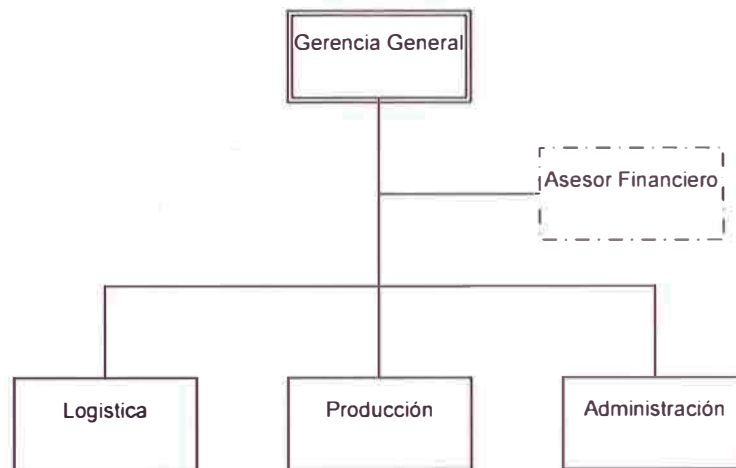 Gerencia General
Asesor Financiero
Logistica
Producción
Administración